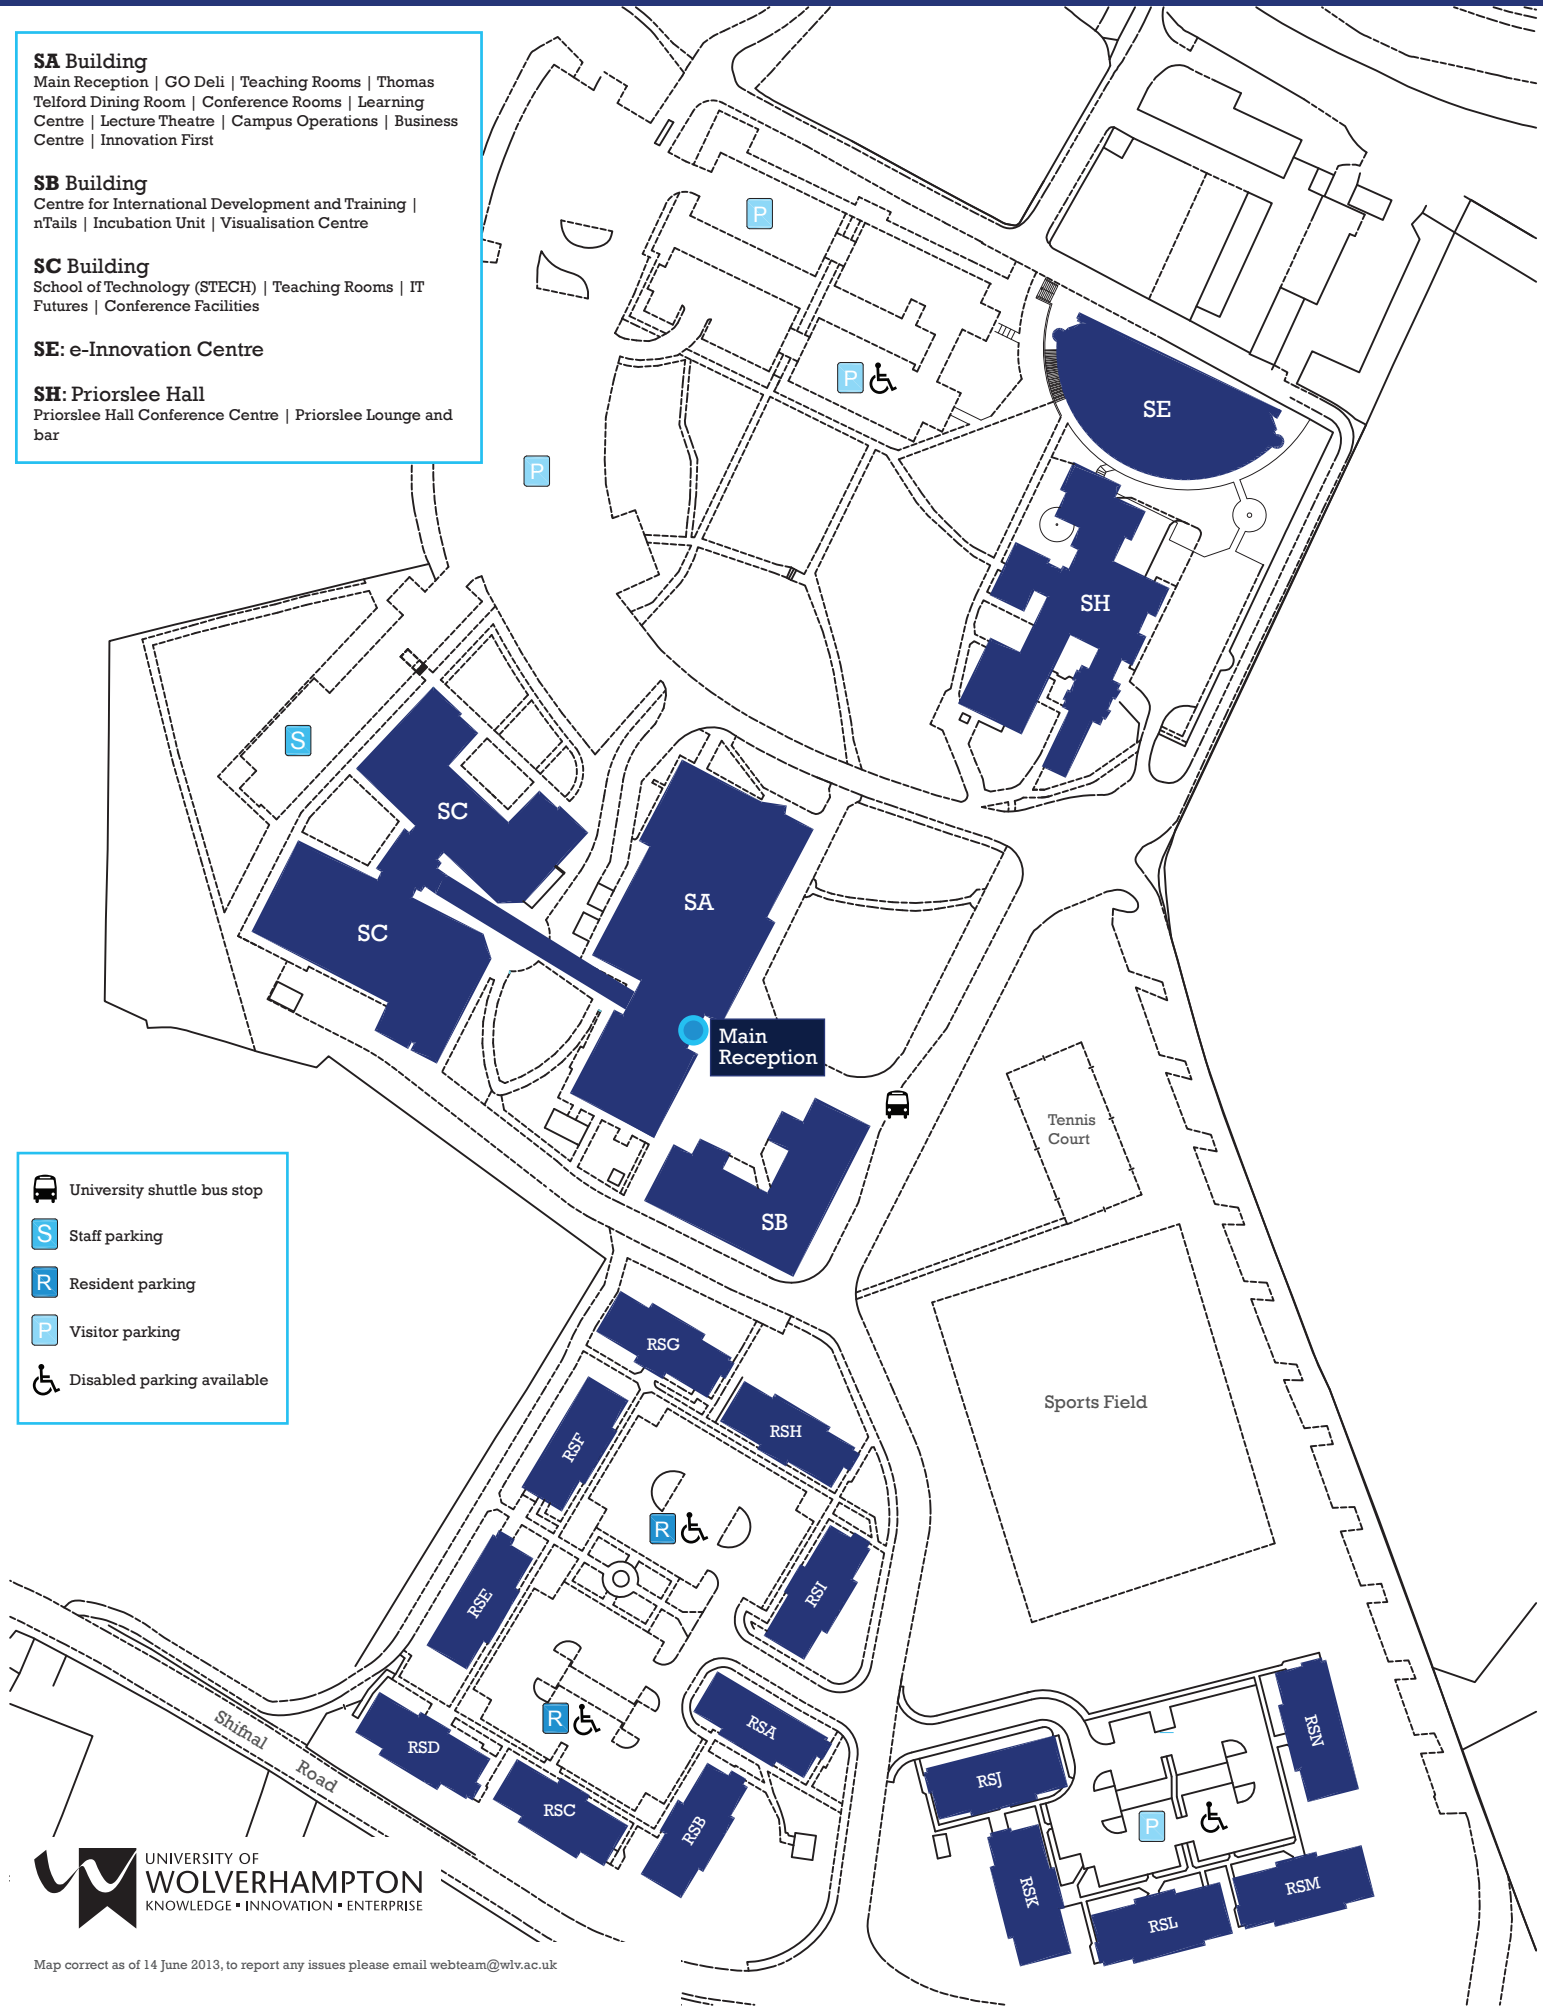 SA Building
Main Reception | GO Deli | Teaching Rooms | Thomas
Telford Dining Room | Conference Rooms | Learning
Centre | Lecture Theatre | Campus Operations | Business
Centre | Innovation First
SB Building
Centre for International Development and Training |
nTails | Incubation Unit | Visualisation Centre
SC Building
School of Technology (STECH) | Teaching Rooms | IT
Futures | Conference Facilities
SE: e-Innovation Centre
SH: Priorslee Hall
Priorslee Hall Conference Centre | Priorslee Lounge and
bar
P
P
P
SE
SH
S
SC
SC
SA
Main
Reception
Tennis
Court
SB
University shuttle bus stop
S Staff parking
R Resident parking
P Visitor parking
Disabled parking available
RSG
RSH
RSF
Sports Field
R
RSE
RSI
R
RSA
RSD
RSC
RSB
RSJ
RSN
P
RSK
RSL
RSM
Shifnal
Road
UNIVERSITY OF
WOLVERHAMPTON
KNOWLEDGE ▪ INNOVATION ▪ ENTERPRISE
Map correct as of 14 June 2013, to report any issues please email webteam@wlv.ac.uk